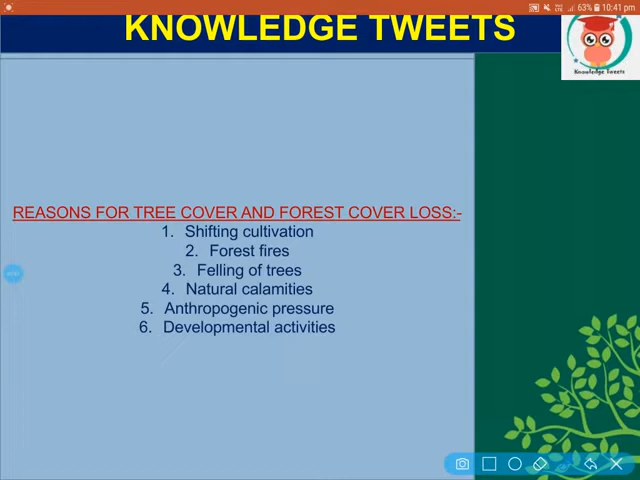 63% 10:41 pm
KNOWLEDGE TWEETS
Knowledge Tweets
REASONS FOR TREE COVER AND FOREST COVER LOSS:-
1. Shifting cultivation
2. Forest fires
3. Felling of trees
4. Natural calamities
5. Anthropogenic pressure
6. Developmental activities